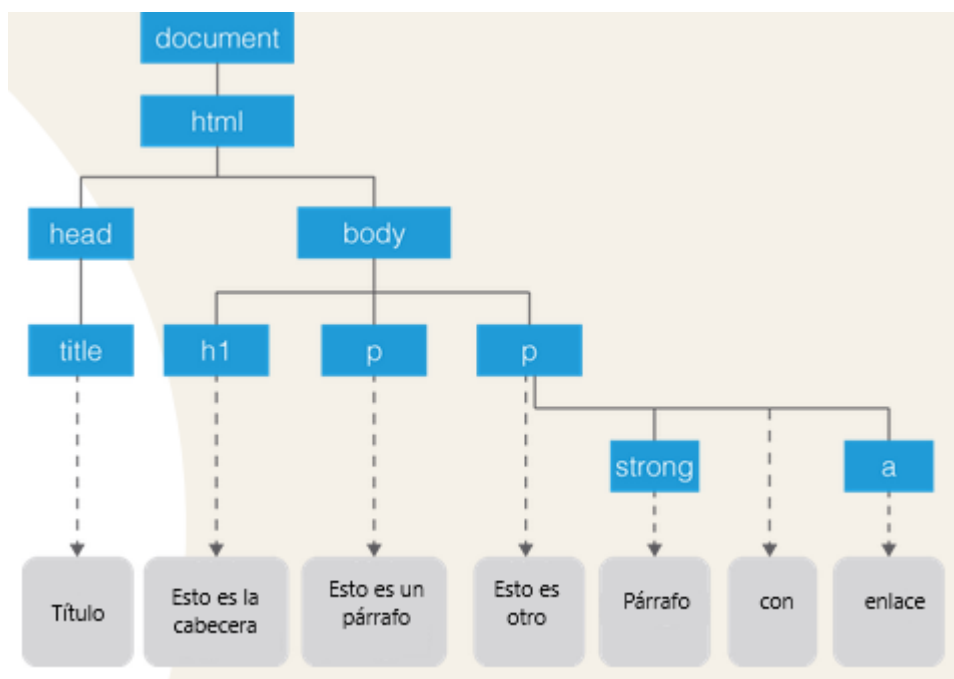 document
html
head
body
title
h1
p
p
strong
a
Título
Esto es la
cabecera
Esto es un
párrafo
Esto es
otro
Párrafo
con
enlace